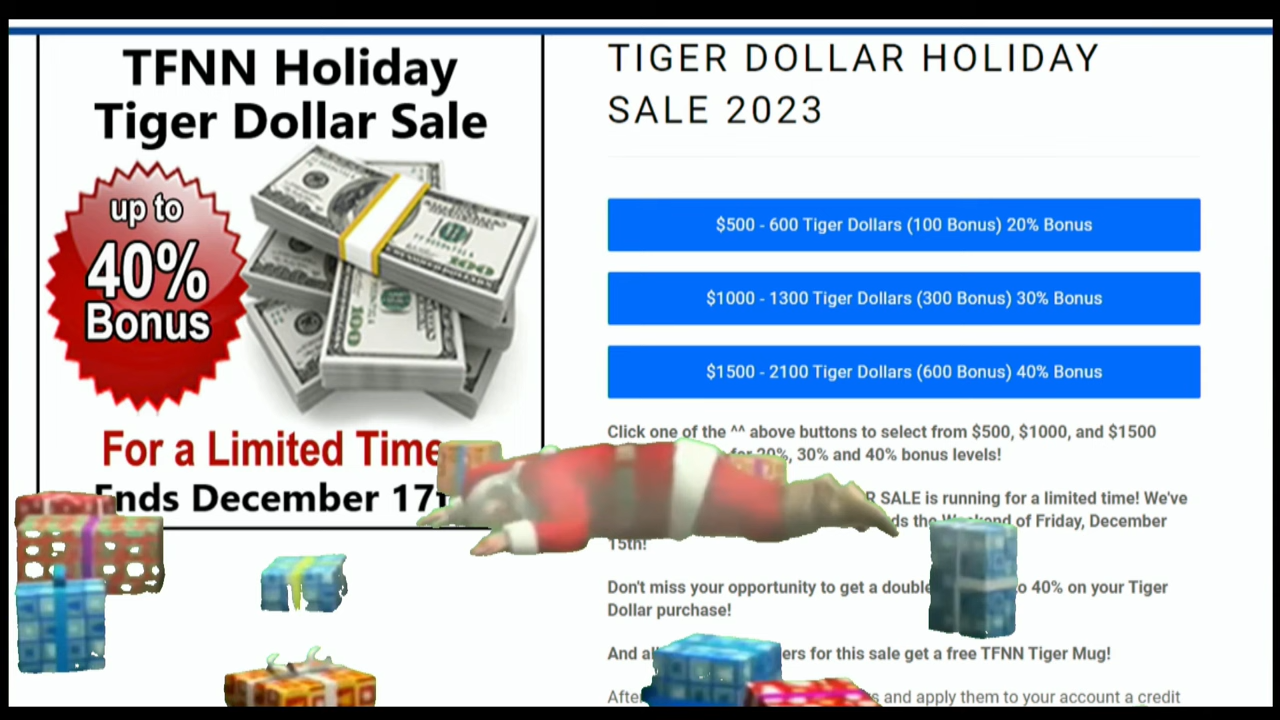 TFNN Holiday
Tiger Dollar Sale
up to
40%
Bonus
For a Limited Time
Ends December 17
TIGER DOLLAR HOLIDAY
SALE 2023
$500 - 600 Tiger Dollars (100 Bonus) 20% Bonus
$1000 - 1300 Tiger Dollars (300 Bonus) 30% Bonus
$1500 - 2100 Tiger Dollars (600 Bonus) 40% Bonus
Click one of the ^^ above buttons to select from $500, $1000, and $1500
for 20%, 30% and 40% bonus levels!
SALE is running for a limited time! We've
the Weekend of Friday, December
15th!
Don't miss your opportunity to get a double 40% on your Tiger
Dollar purchase!
And for this sale get a free TFNN Tiger Mug!
and apply them to your account a credit